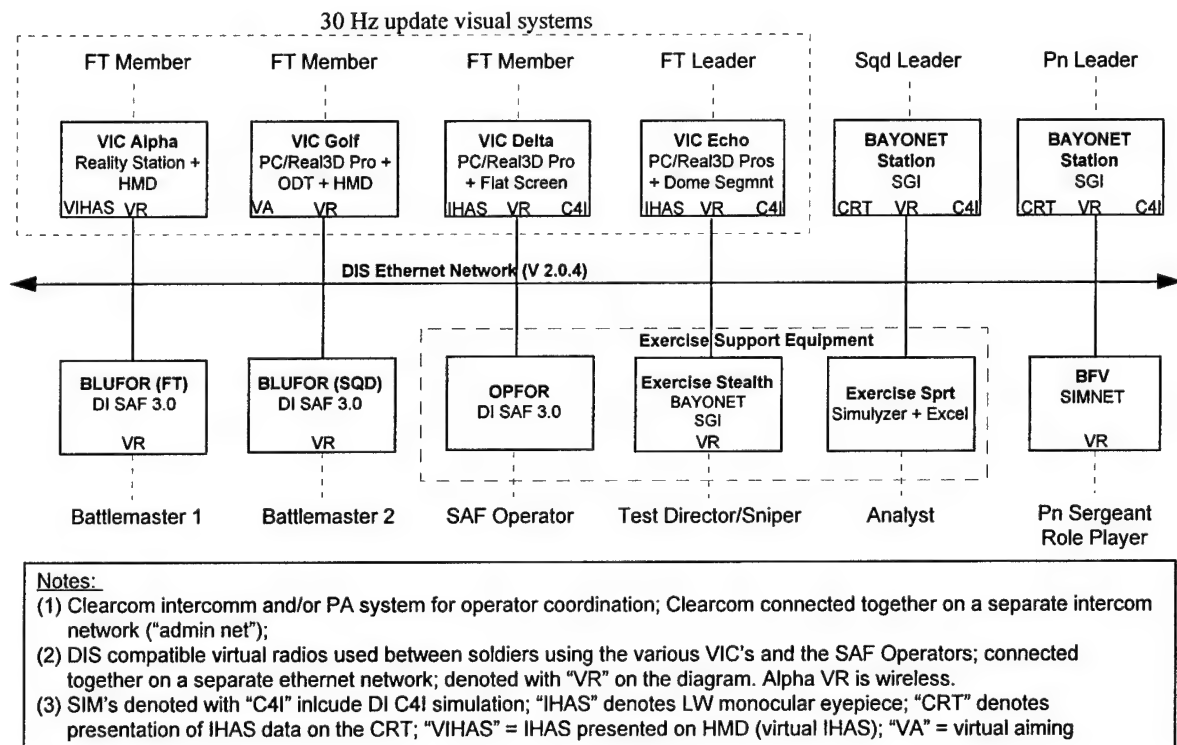 30 Hz update visual systems
FT Member
FT Member
FT Member
FT Leader
Sqd Leader
Pn Leader
VIC Alpha
Reality Station +
HMD
VIHAS VR
VIC Golf
PC/Real3D Pro +
ODT + HMD
VA VR
VIC Delta
PC/Real3D Pro
+ Flat Screen
IHAS VR C4I
VIC Echo
PC/Real3D Pros
+ Dome Segmnt
IHAS VR C4I
BAYONET
Station
SGI
CRT VR C4I
BAYONET
Station
SGI
CRT VR C4I
DIS Ethernet Network (V 2.0.4)
Exercise Support Equipment
BLUFOR (FT)
DI SAF 3.0
VR
BLUFOR (SQD)
DI SAF 3.0
VR
OPFOR
DI SAF 3.0
Exercise Stealth
BAYONET
SGI
VR
Exercise Sprt
Simulyzer + Excel
BFV
SIMNET
VR
Battlemaster 1
Battlemaster 2
SAF Operator
Test Director/Sniper
Analyst
Pn Sergeant
Role Player
Notes:
(1) Clearcom intercomm and/or PA system for operator coordination; Clearcom connected together on a separate intercom
network ("admin net");
(2) DIS compatible virtual radios used between soldiers using the various VIC's and the SAF Operators; connected
together on a separate ethernet network; denoted with "VR" on the diagram. Alpha VR is wireless.
(3) SIM's denoted with "C4I" inlcude DI C4I simulation; "IHAS" denotes LW monocular eyepiece; "CRT" denotes
presentation of IHAS data on the CRT; "VIHAS" = IHAS presented on HMD (virtual IHAS); "VA" = virtual aiming